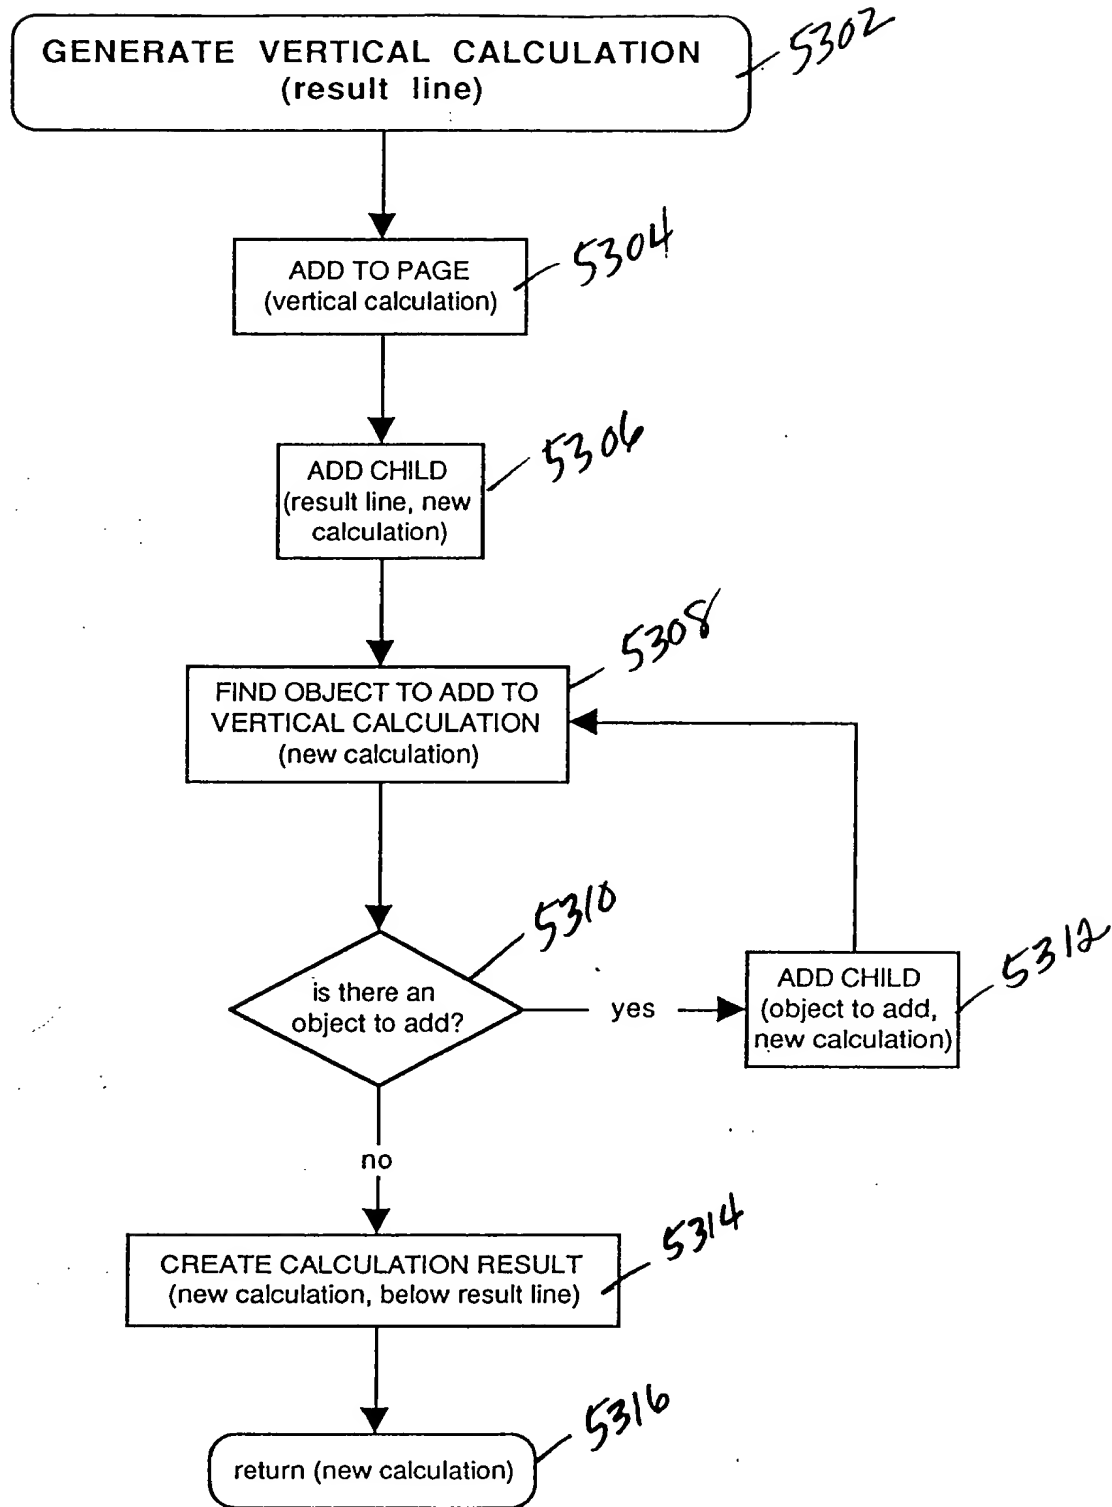 GENERATE VERTICAL CALCULATION
(result line)
5302
ADD TO PAGE
(vertical calculation)
5304
ADD CHILD
(result line, new
calculation)
5306
FIND OBJECT TO ADD TO
VERTICAL CALCULATION
(new calculation)
5308
is there an
object to add?
5310
yes
ADD CHILD
(object to add,
new calculation)
5312
no
CREATE CALCULATION RESULT
(new calculation, below result line)
5314
return (new calculation)
5316